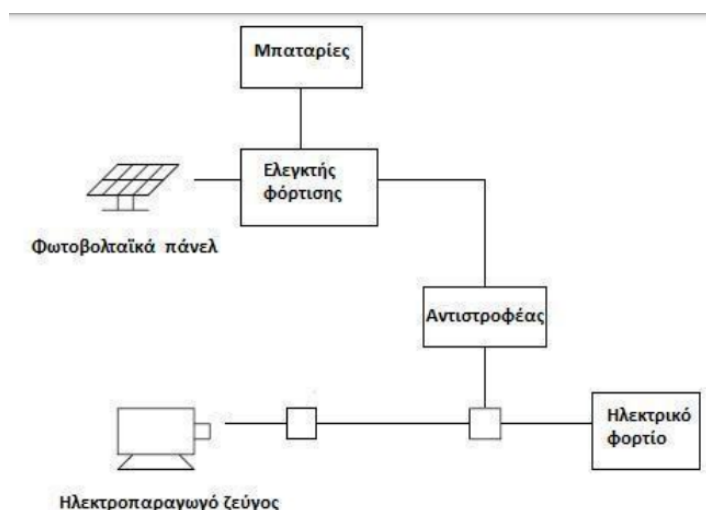 Μπαταρίες
Ελεγκτής
φόρτισης
Φωτοβολταϊκά πάνελ
Αντιστροφέας
Ηλεκτρικό
φορτίο
Ηλεκτροπαραγωγό ζεύγος